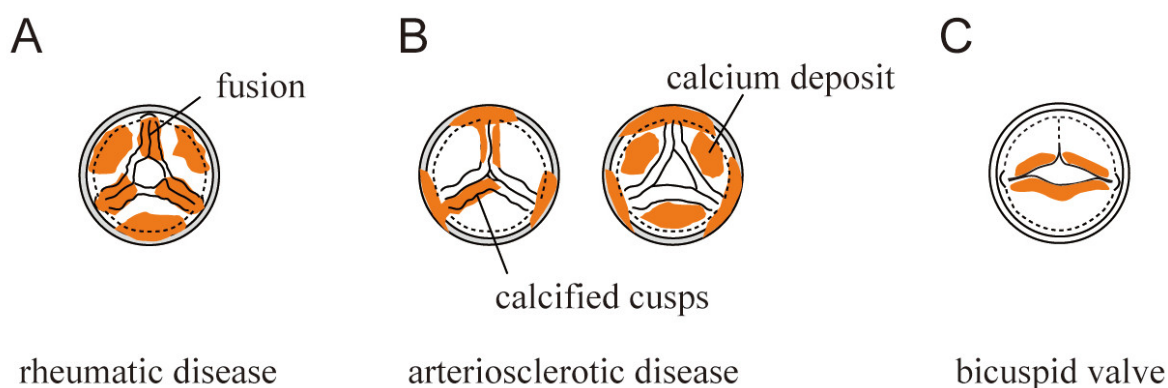 A
B
C
fusion
calcium deposit
calcified cusps
rheumatic disease
arteriosclerotic disease
bicuspid valve